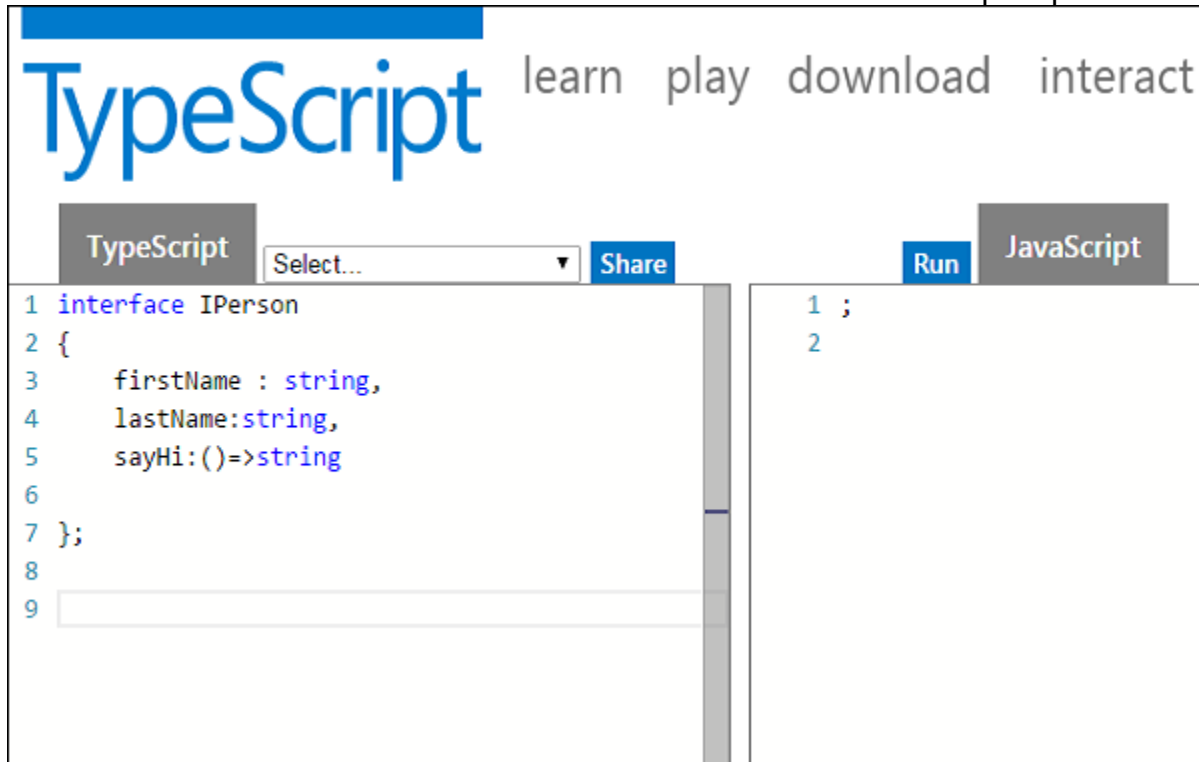 TypeScript learn play download interact
TypeScript Select... ▼ Share Run JavaScript
1 interface IPerson
2 {
3     firstName : string,
4     lastName:string,
5     sayHi:()=>string
6
7 };
8
9
1 ;
2